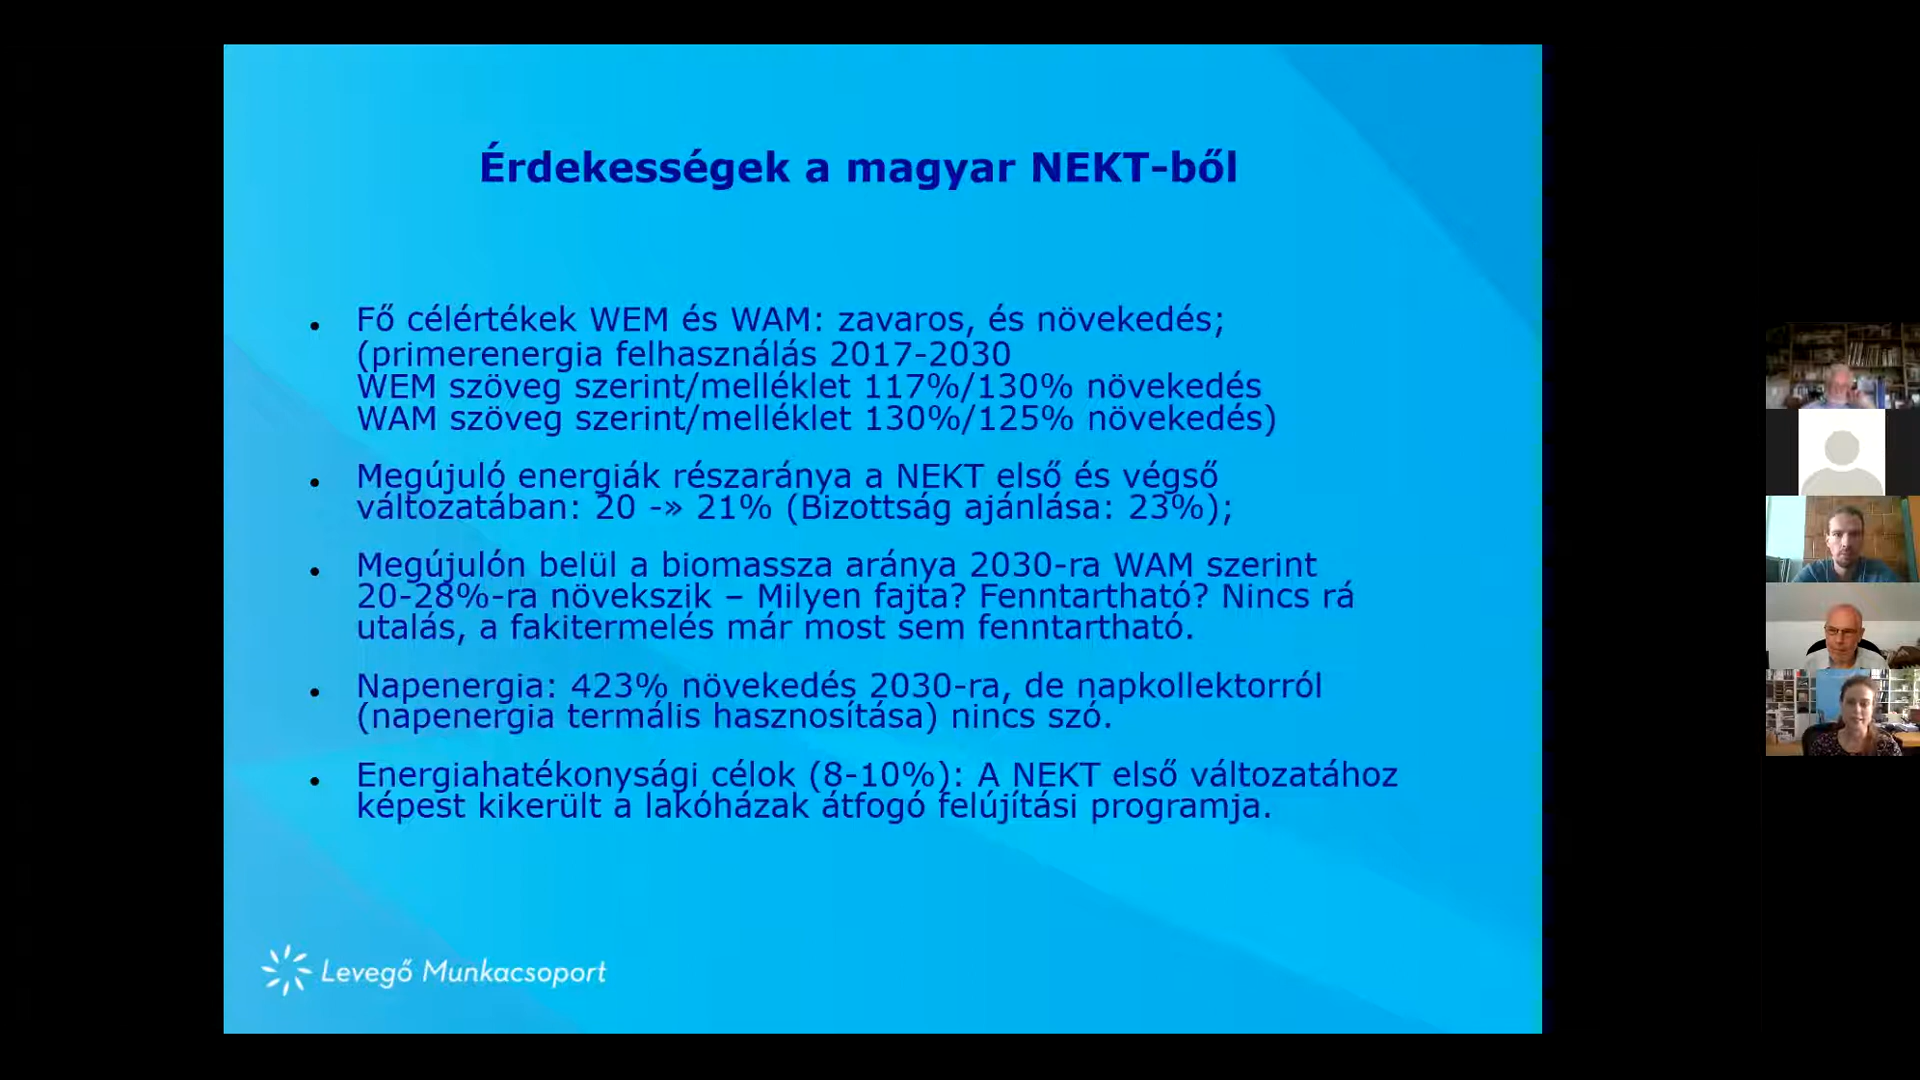 Érdekességek a magyar NEKT-ből
Fő célértékek WEM és WAM: zavaros, és növekedés;
(primerenergia felhasználás 2017-2030
WEM szöveg szerint/melléklet 117%/130% növekedés
WAM szöveg szerint/melléklet 130%/125% növekedés)
Megújuló energiák részaránya a NEKT első és végső
változatában: 20 -» 21% (Bizottság ajánlása: 23%);
Megújulón belül a biomassza aránya 2030-ra WAM szerint
20-28%-ra növekszik – Milyen fajta? Fenntartható? Nincs rá
utalás, a fakitermelés már most sem fenntartható.
Napenergia: 423% növekedés 2030-ra, de napkollektorról
(napenergia termális hasznosítása) nincs szó.
Energiahatékonysági célok (8-10%): A NEKT első változatához
képest kikerült a lakóházak átfogó felújítási programja.
Levegő Munkacsoport